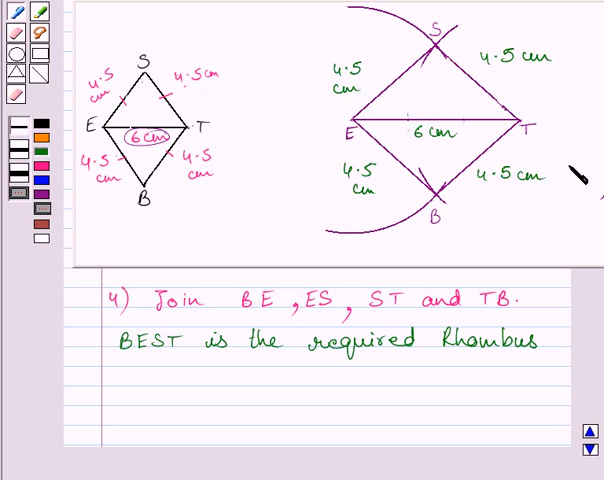 S
4.5 cm
4.5cm
E
6 cm
T
4.5 cm
4.5 cm
B
S
4.5 cm
4.5 cm
E
6 cm
T
4.5 cm
4.5 cm
B
4) Join BE, ES, ST and TB.
BEST is the required Rhombus